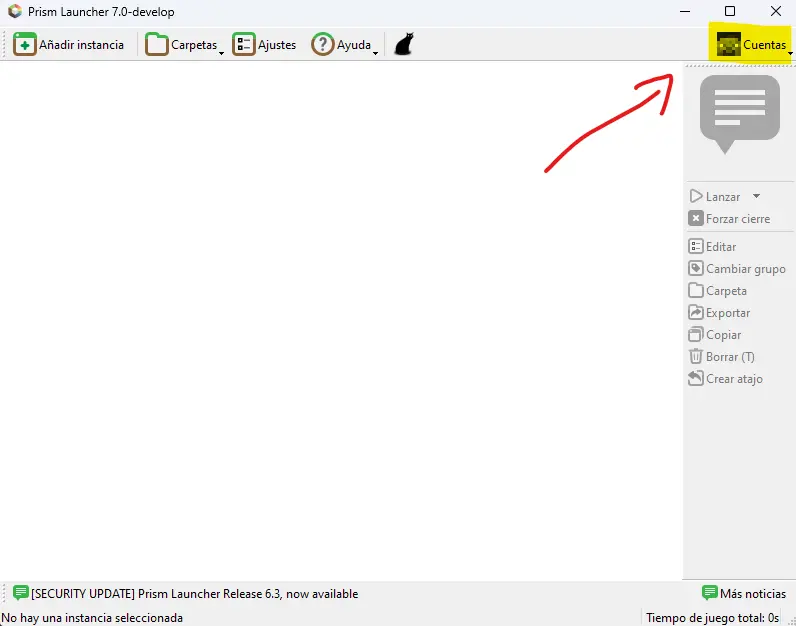 Prism Launcher 7.0-develop
Añadir instancia Carpetas Ajustes Ayuda Cuentas
Lanzar
Forzar cierre
Editar
Cambiar grupo
Carpeta
Exportar
Copiar
Borrar (T)
Crear atajo
[SECURITY UPDATE] Prism Launcher Release 6.3, now available Más noticias
No hay una instancia seleccionada Tiempo de juego total: 0s